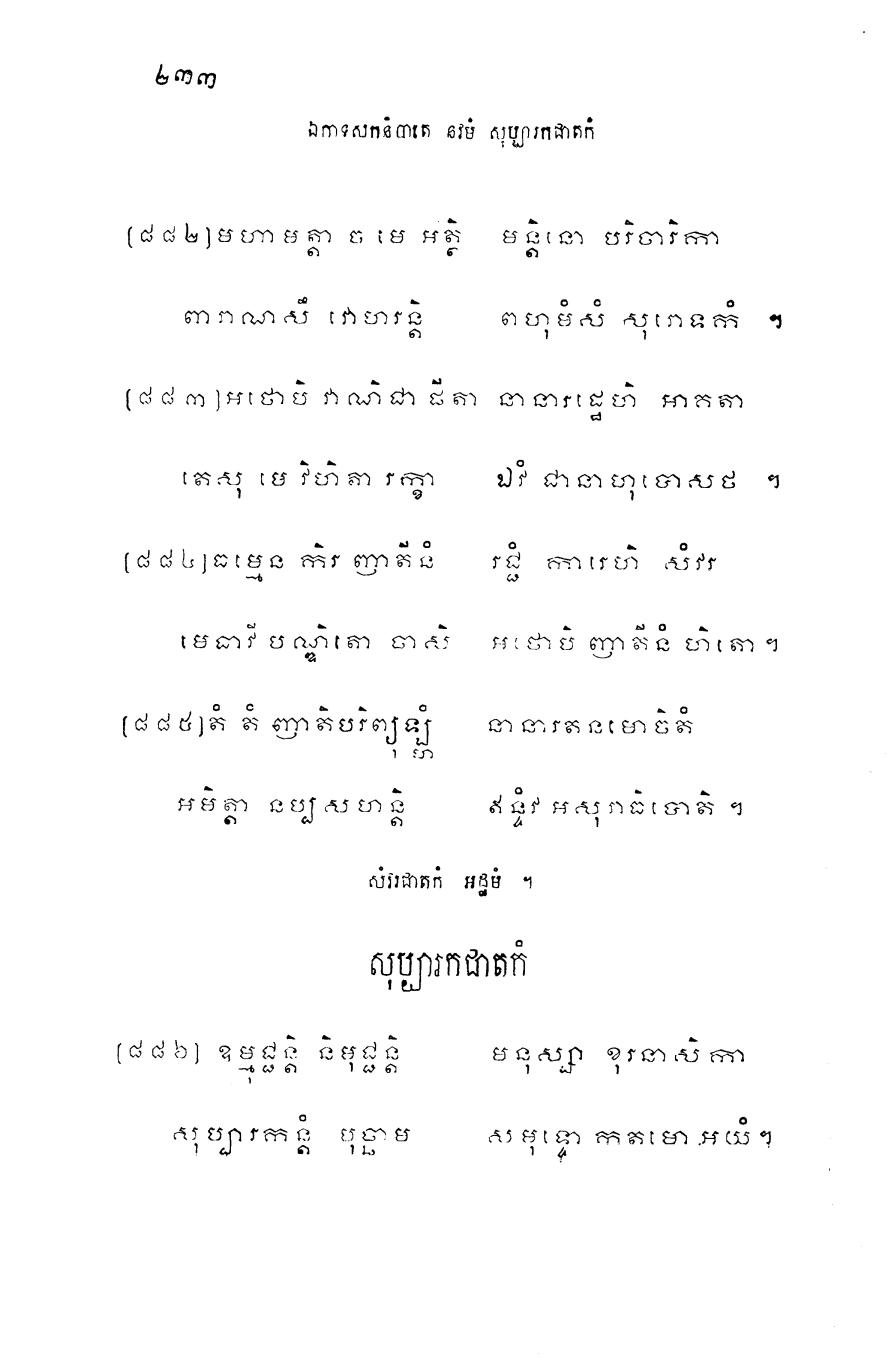 ២៣៣
ឯកាទសកនិបាតេ នវមំ សុប្បារកជាតកំ
[៨៨២] មហាមត្តា ច មេ អត្ថិ មន្តិនោ បរិចារិកា
ពារាណសឹ វោហរន្តិ ពហុមំសំ សុរោទកំ ។
[៨៨៣] អថោបិ វាណិជា ផីតា នានារដ្ឋេហិ អាគតា
តេសុ មេ វិហិតា រក្ខា ឯវំ ជានាហុបោសថ ។
[៨៨៤] ធម្មេន កិរ ញាតីនំ រជ្ជំ ការេហិ សំវរ
មេធាវី បណ្ឌិតោ ចាសិ អថោបិ ញាតីនំ ហិតោ ។
[៨៨៥] តំ តំ ញាតិបរិព្យុឡ្ហំ នានារតនមោចិតំ
អមិត្តា នប្បសហន្តិ ឥន្ទំវ អសុរាធិបោតិ ។
សំវរជាតកំ អដ្ឋមំ ។
សុប្បារកជាតកំ
[៨៨៦] ឧម្មុជ្ជន្តិ និមុជ្ជន្តិ មនុស្សា ខុរនាសិកា
សុប្បារកន្តំ បុច្ឆាម សមុទ្ទោ កតមោ អយំ ។